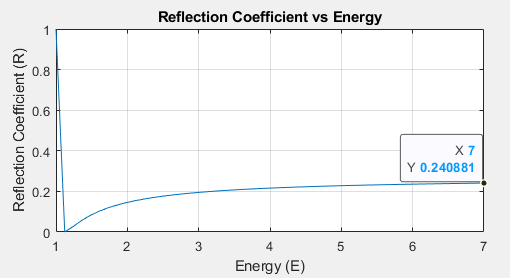 Reflection Coefficient vs Energy
Reflection Coefficient (R)
1
0.8
0.6
0.4
0.2
0
X 7
Y 0.240881
1 2 3 4 5 6 7
Energy (E)